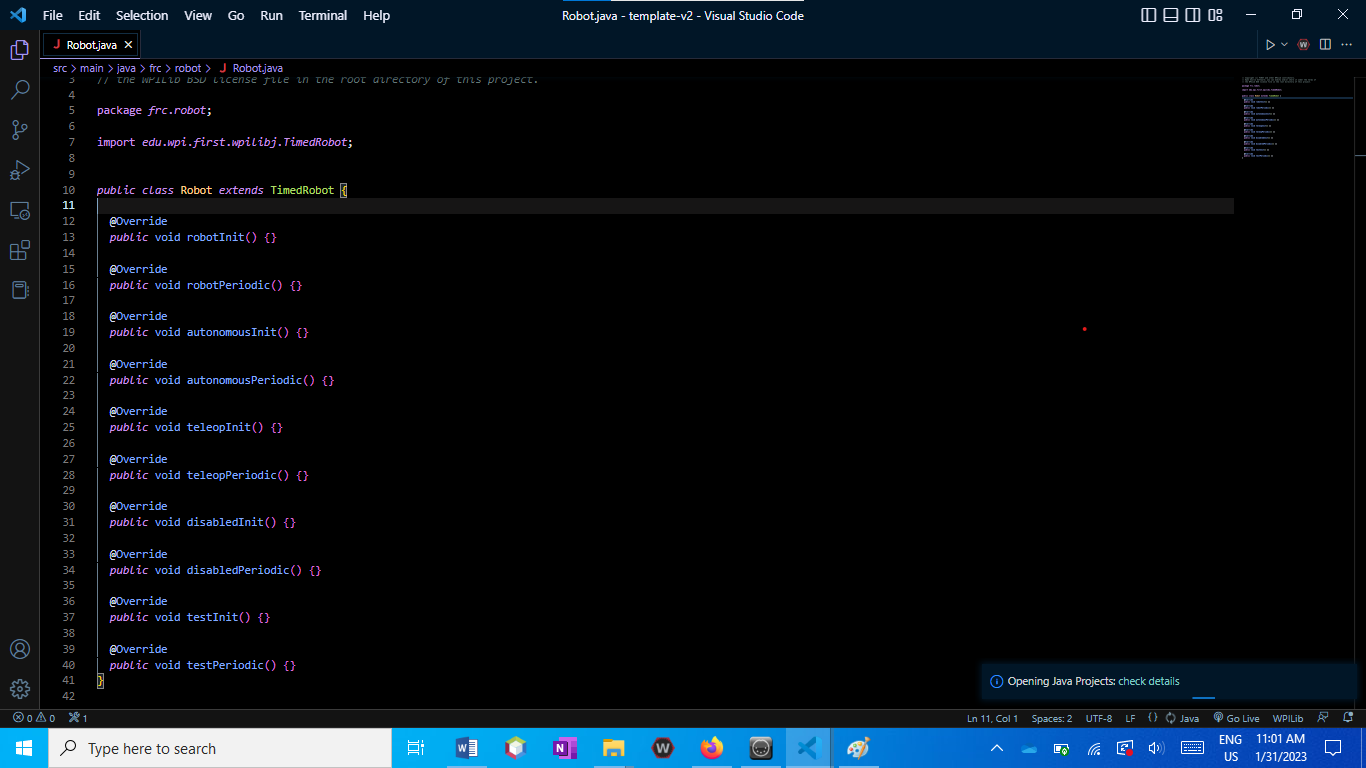 File Edit Selection View Go Run Terminal Help
Robot.java - template-v2 - Visual Studio Code
J Robot.java
src > main > java > frc > robot > J Robot.java
3 // the WPILib BSD license file in the root directory of this project.
4
5 package frc.robot;
6
7 import edu.wpi.first.wpilibj.TimedRobot;
8
9
10 public class Robot extends TimedRobot {
11
12 @Override
13 public void robotInit() {}
14
15 @Override
16 public void robotPeriodic() {}
17
18 @Override
19 public void autonomousInit() {}
20
21 @Override
22 public void autonomousPeriodic() {}
23
24 @Override
25 public void teleopInit() {}
26
27 @Override
28 public void teleopPeriodic() {}
29
30 @Override
31 public void disabledInit() {}
32
33 @Override
34 public void disabledPeriodic() {}
35
36 @Override
37 public void testInit() {}
38
39 @Override
40 public void testPeriodic() {}
41 }
42
Opening Java Projects: check details
0 0 1 Ln 11, Col 1 Spaces: 2 UTF-8 LF {} Java Go Live WPILib
Type here to search
ENG
US
11:01 AM
1/31/2023